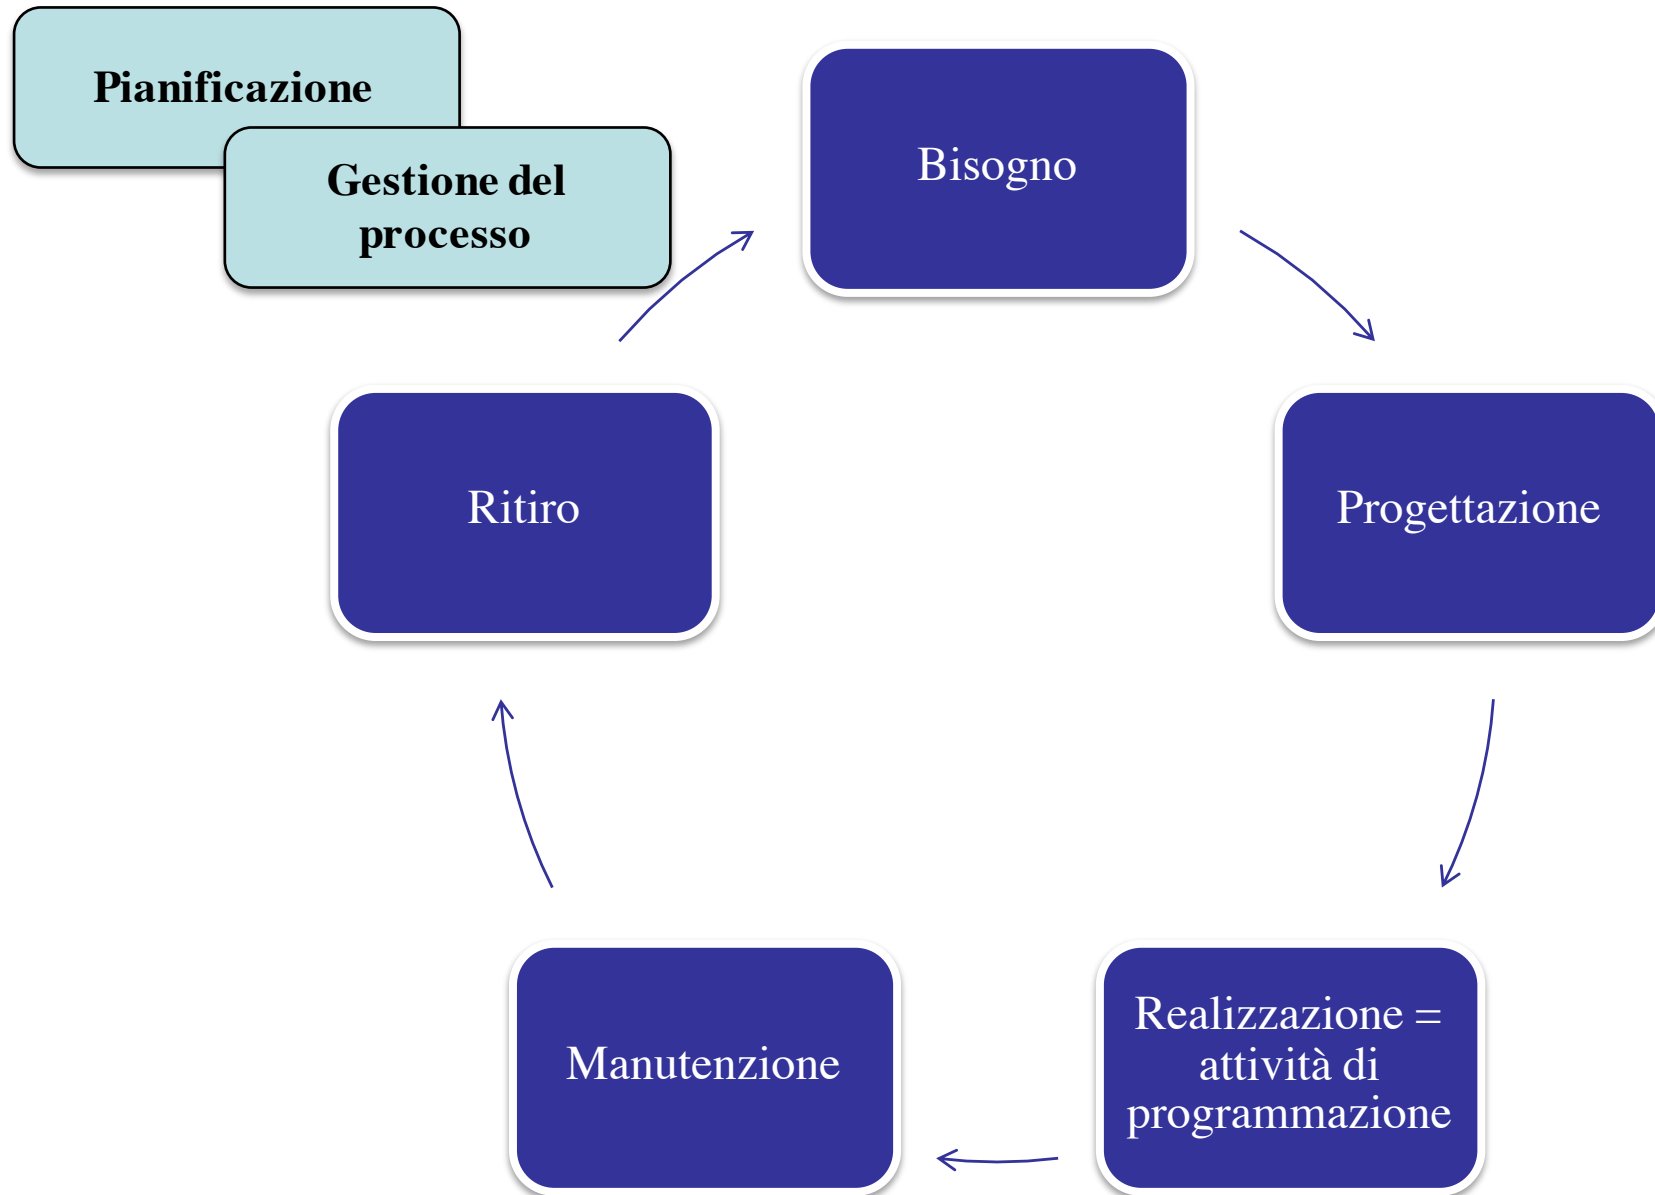 Pianificazione
Gestione del
processo
Bisogno
Progettazione
Realizzazione =
attività di
programmazione
Manutenzione
Ritiro